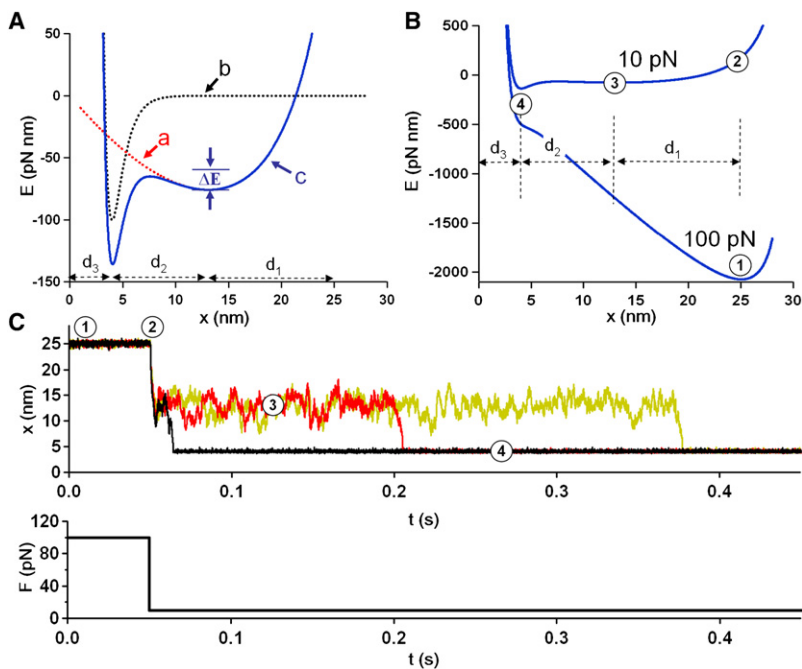 A
E (pN nm)
50
0
-50
-100
-150
b
a
ΔE
c
d3
d2
d1
0
5
10
15
20
25
30
x (nm)
B
E (pN nm)
500
0
-500
-1000
-1500
-2000
10 pN
2
3
4
d3
d2
d1
100 pN
1
0
5
10
15
20
25
30
x (nm)
C
1
2
x (nm)
25
20
15
10
5
0
3
4
0.0
0.1
0.2
0.3
0.4
t (s)
F (pN)
120
80
40
0
0.0
0.1
0.2
0.3
0.4
t (s)